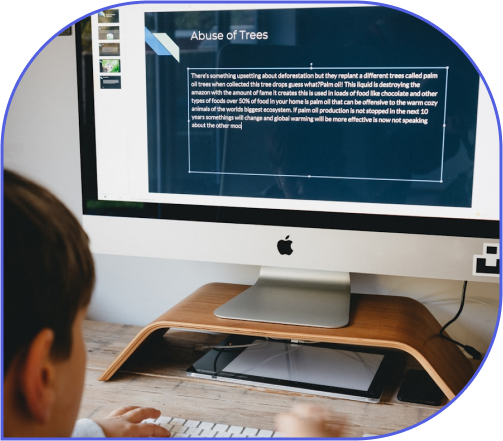 Abuse of Trees
There's something upsetting about deforestation but they replant a different trees called palm
oil trees when collected this tree drops guess what?Palm oil! This liquid is destroying the
amazon with the amount of fame it creates this is used in loads of food like chocolate and other
types of foods over 50% of food in your home is palm oil that can be offensive to the warm cozy
animals of the worlds biggest ecosystem. If palm oil production is not stopped in the next 10
years somethings will change and global warming will be more effective is now not speaking
about the other moo